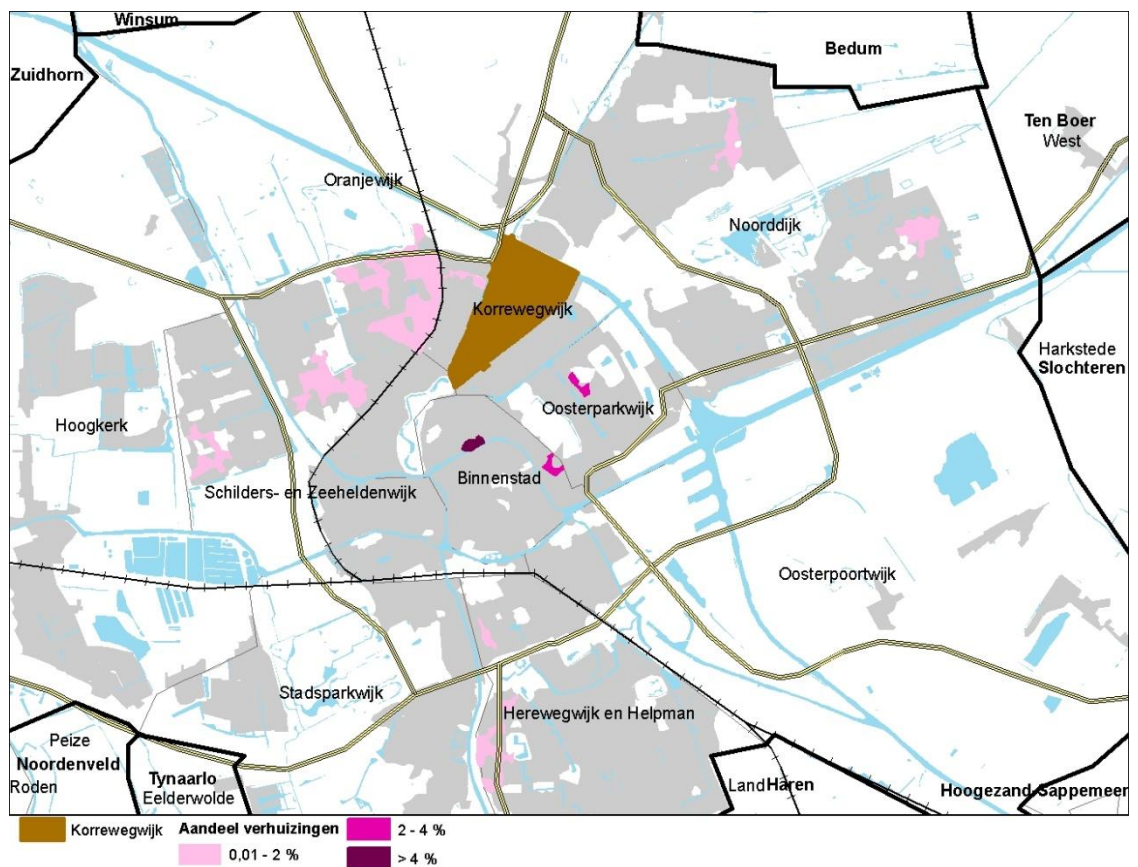 Winsum
Bedum
Zuidhorn
Ten Boer
West
Oranjewijk
Noorddijk
Korrewegwijk
Harkstede
Slochteren
Oosterparkwijk
Hoogkerk
Binnenstad
Schilders- en Zeeheldenwijk
Oosterpoortwijk
Stadsparkwijk
Herewegwijk en Helpman
Peize
Noordenveld
Roden
Tynaarlo
Eelderwolde
Land Haren
Hoogezand-Sappemeer
Korrewegwijk
Aandeel verhuizingen
2 - 4 %
0,01 - 2 %
> 4 %